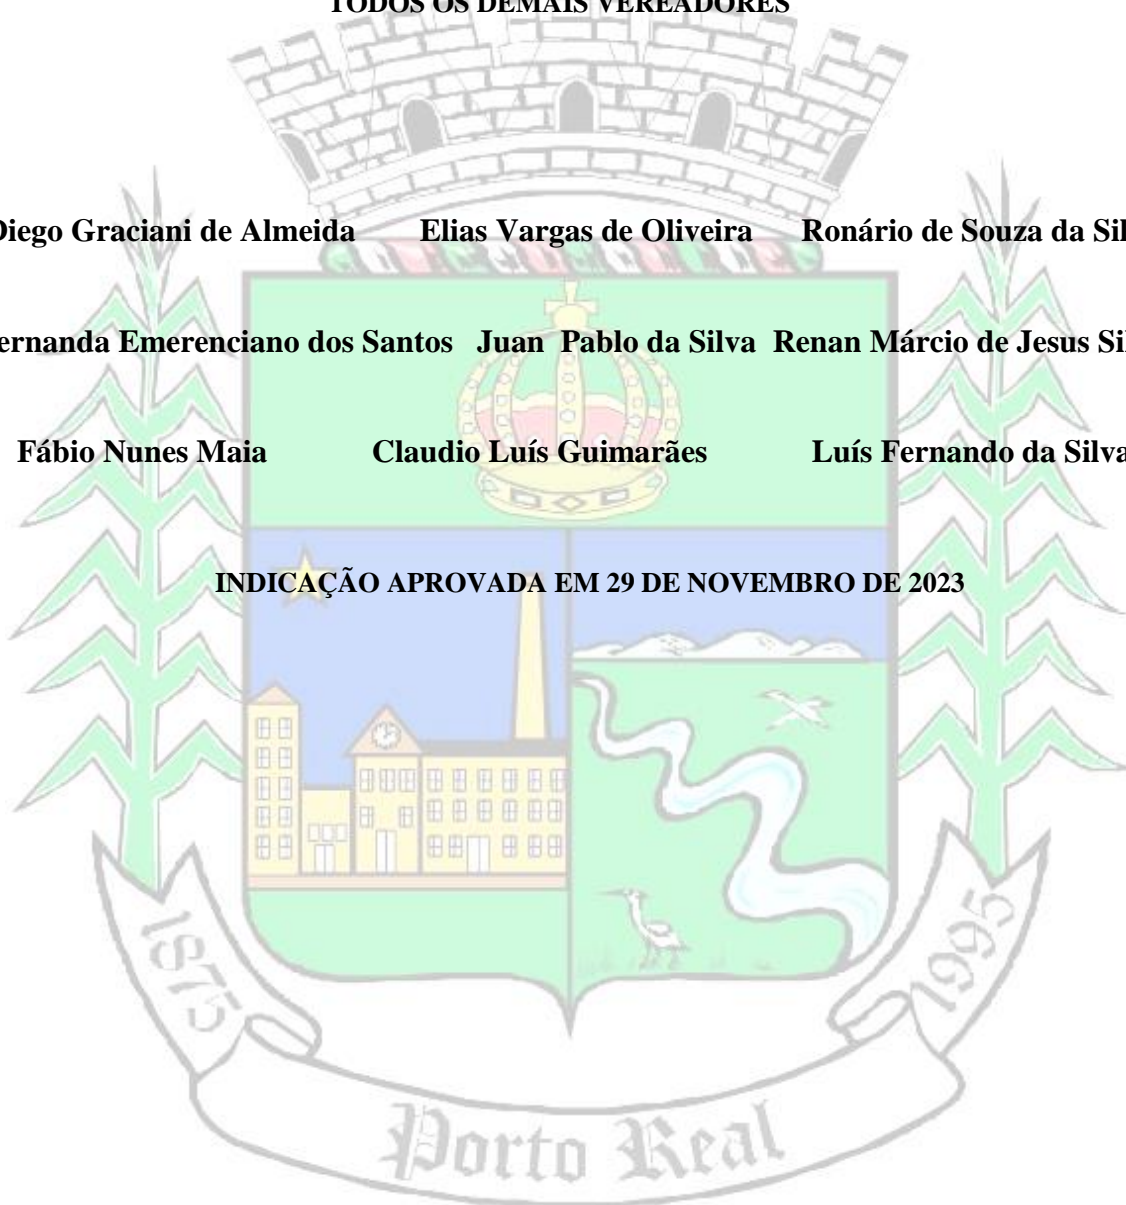 TODOS OS DEMAIS VEREADORES
Diego Graciani de Almeida Elias Vargas de Oliveira Ronário de Souza da Sil
ernanda Emerenciano dos Santos Juan Pablo da Silva Renan Márcio de Jesus Sil
Fábio Nunes Maia Claudio Luís Guimarães Luís Fernando da Silva
INDICAÇÃO APROVADA EM 29 DE NOVEMBRO DE 2023
1875 1995
Porto Real